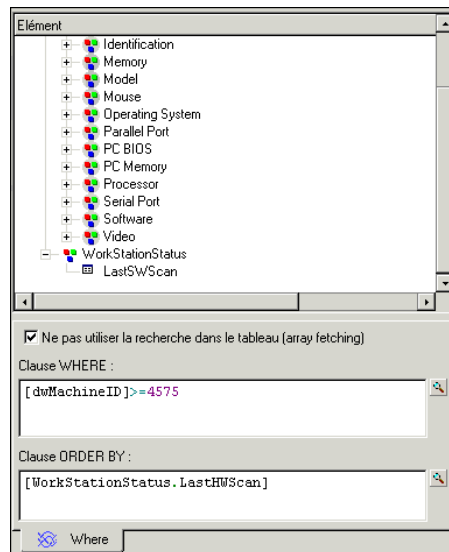 Elément
Identification
Memory
Model
Mouse
Operating System
Parallel Port
PC BIOS
PC Memory
Processor
Serial Port
Software
Video
WorkStationStatus
LastSWScan
Ne pas utiliser la recherche dans le tableau (array fetching)
Clause WHERE :
[dwMachineID]>=4575
Clause ORDER BY :
[WorkStationStatus.LastHWScan]
Where